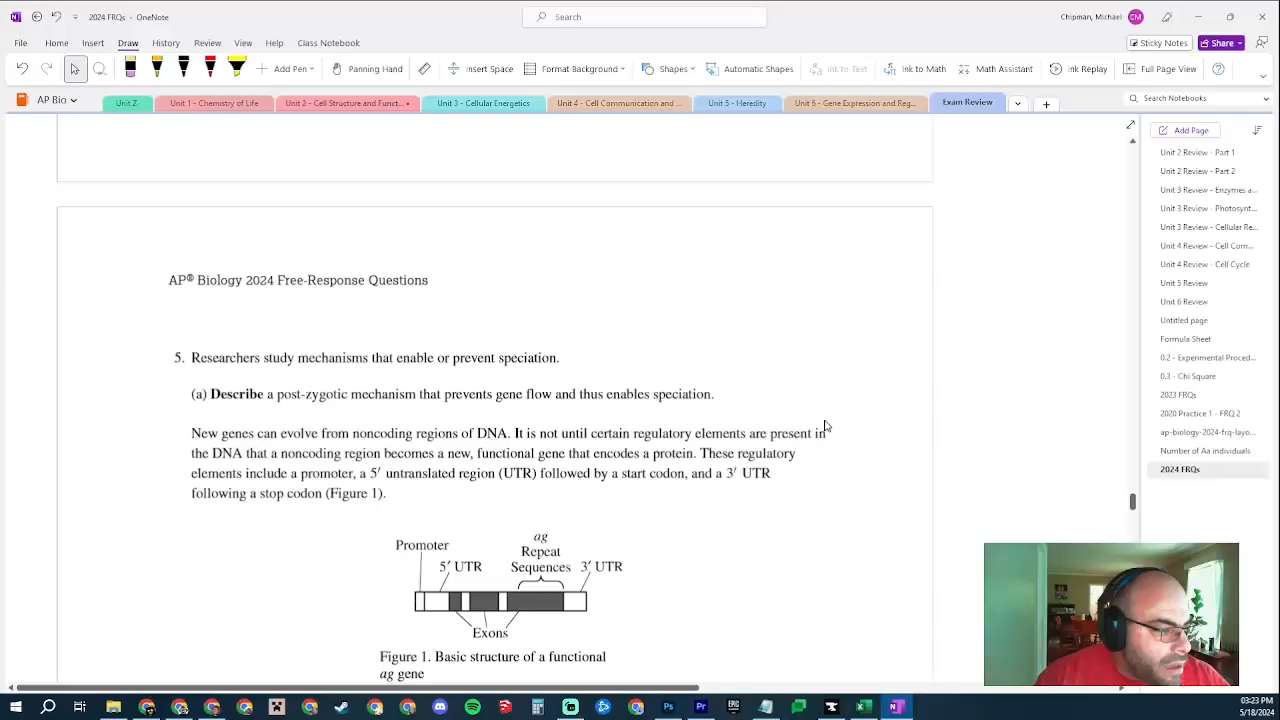 2024 FRQs - OneNote
Search
Chipman, Michael
CM
File Home Insert Draw History Review View Help Class Notebook
Sticky Notes
Share
Add Pen
Panning Hand
Insert Space
Format Background
Shapes
Automatic Shapes
Ink to Text
Ink to Math
Math Assistant
Ink Replay
Full Page View
AP Bio
Unit Z
Unit 1 - Chemistry of Life
Unit 2 - Cell Structure and Funct...
Unit 3 - Cellular Energetics
Unit 4 - Cell Communication and ...
Unit 5 - Heredity
Unit 6 - Gene Expression and Reg...
Exam Review
Search Notebooks
AP® Biology 2024 Free-Response Questions
5. Researchers study mechanisms that enable or prevent speciation.
(a) Describe a post-zygotic mechanism that prevents gene flow and thus enables speciation.
New genes can evolve from noncoding regions of DNA. It is not until certain regulatory elements are present in
the DNA that a noncoding region becomes a new, functional gene that encodes a protein. These regulatory
elements include a promoter, a 5′ untranslated region (UTR) followed by a start codon, and a 3′ UTR
following a stop codon (Figure 1).
ag
Promoter
Repeat
5′ UTR
Sequences
3′ UTR
Exons
Figure 1. Basic structure of a functional
ag gene
Add Page
Unit 2 Review - Part 1
Unit 2 Review - Part 2
Unit 3 Review - Enzymes a...
Unit 3 Review - Photosynt...
Unit 3 Review - Cellular Re...
Unit 4 Review - Cell Com...
Unit 4 Review - Cell Cycle
Unit 5 Review
Unit 6 Review
Untitled page
Formula Sheet
0.2 - Experimental Proced...
0.3 - Chi Square
2023 FRQs
2020 Practice 1 - FRQ 2
ap-biology-2024-frq-layo...
Number of Aa individuals
2024 FRQs
03:23 PM
5/18/2024